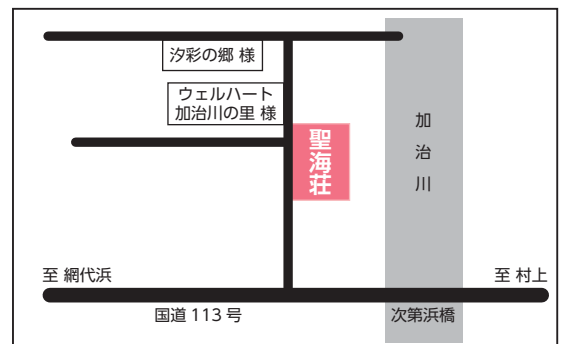 汐彩の郷 様
ウェルハート
加治川の里 様
聖海荘
加治川
至 網代浜
至 村上
国道 113 号
次第浜橋